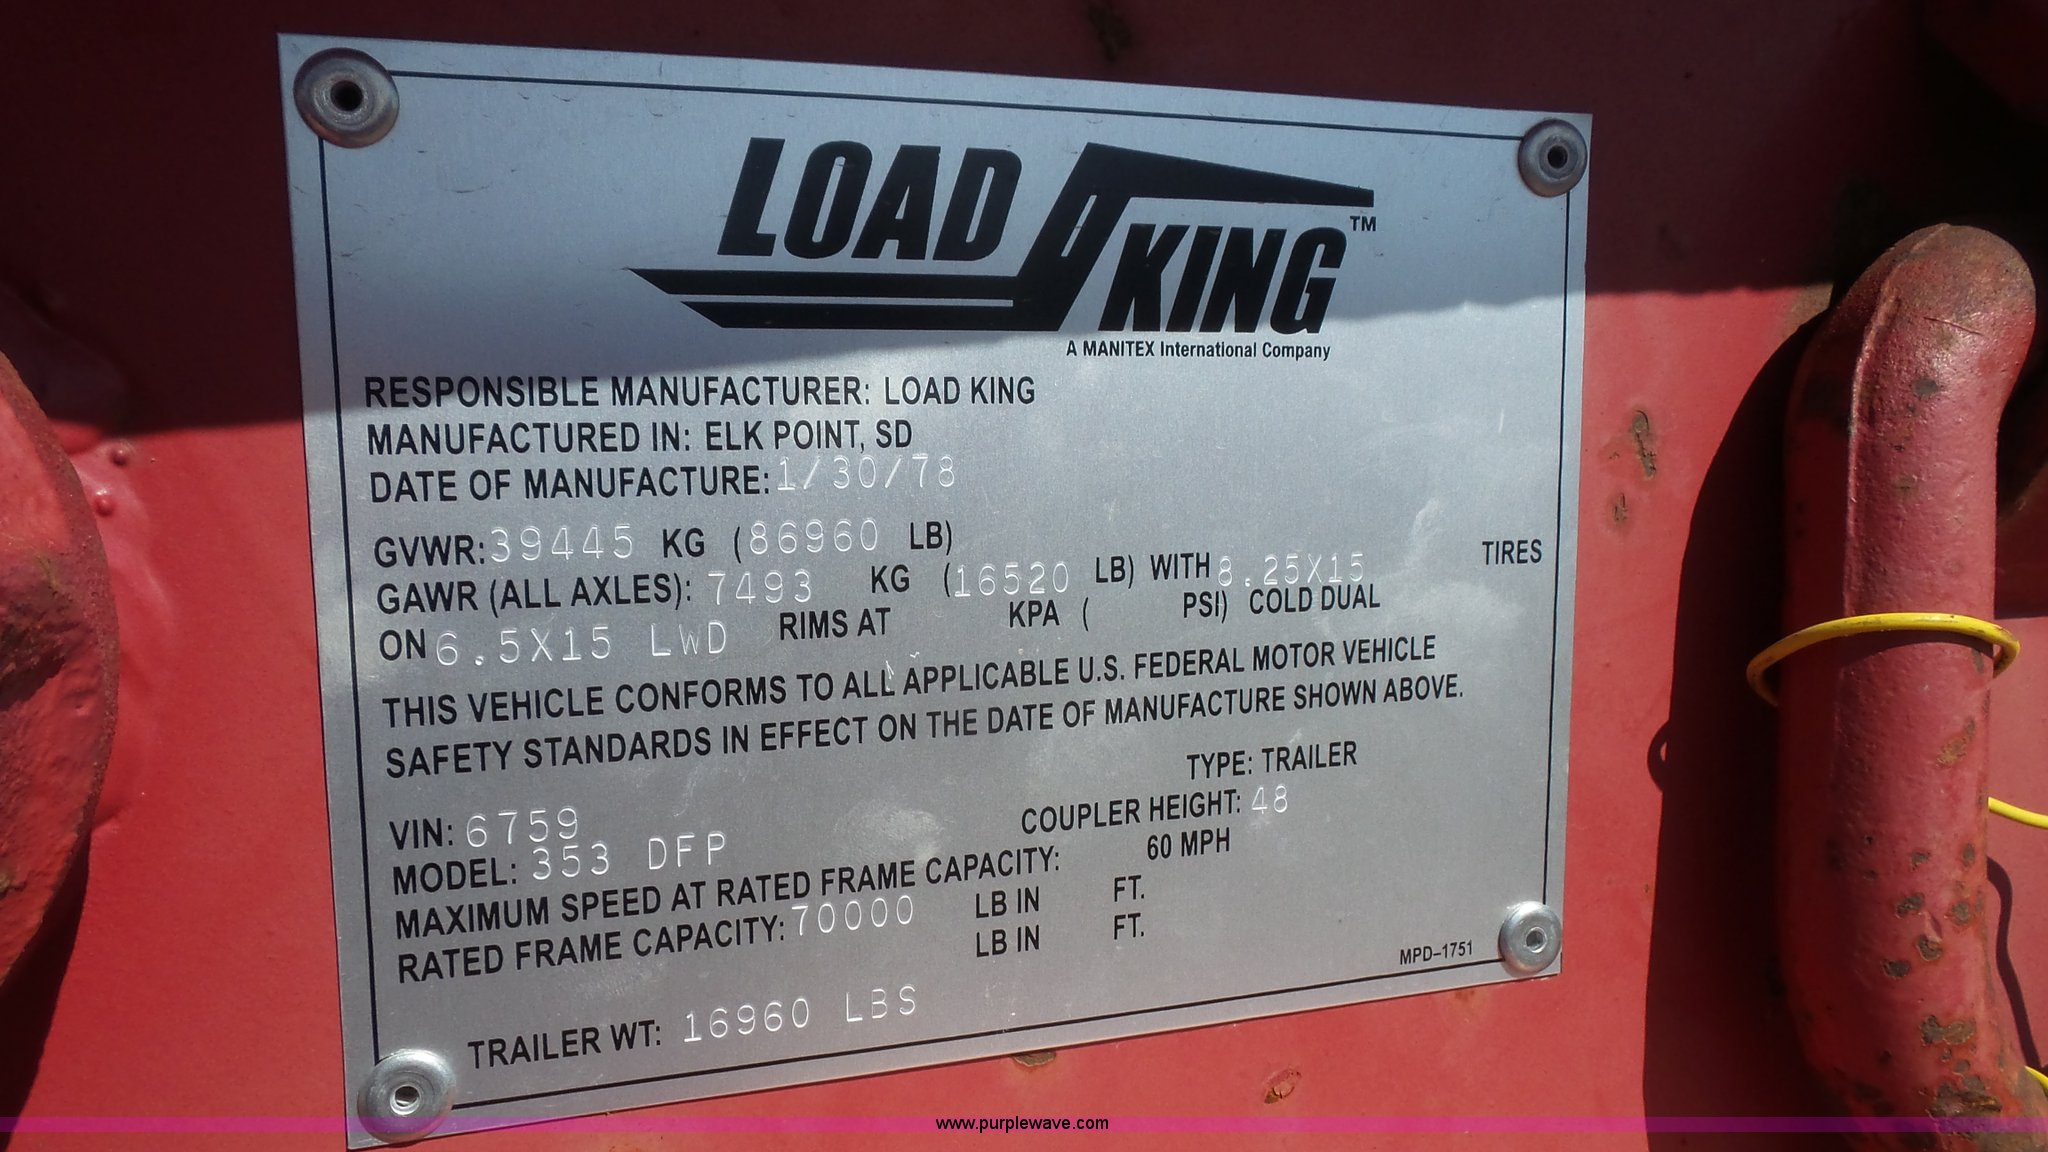 LOAD KING™
A MANITEX International Company
RESPONSIBLE MANUFACTURER: LOAD KING
MANUFACTURED IN: ELK POINT, SD
DATE OF MANUFACTURE: 1/30/78
GVWR: 39445 KG (86960 LB)
GAWR (ALL AXLES): 7493 KG (16520 LB) WITH 8.25X15 TIRES
ON 6.5X15 LWD RIMS AT KPA ( PSI) COLD DUAL
THIS VEHICLE CONFORMS TO ALL APPLICABLE U.S. FEDERAL MOTOR VEHICLE
SAFETY STANDARDS IN EFFECT ON THE DATE OF MANUFACTURE SHOWN ABOVE.
TYPE: TRAILER
VIN: 6759 COUPLER HEIGHT: 48
MODEL: 353 DFP
MAXIMUM SPEED AT RATED FRAME CAPACITY: 60 MPH
RATED FRAME CAPACITY: 70000 LB IN FT.
LB IN FT.
MPD-1751
TRAILER WT: 16960 LBS
www.purplewave.com